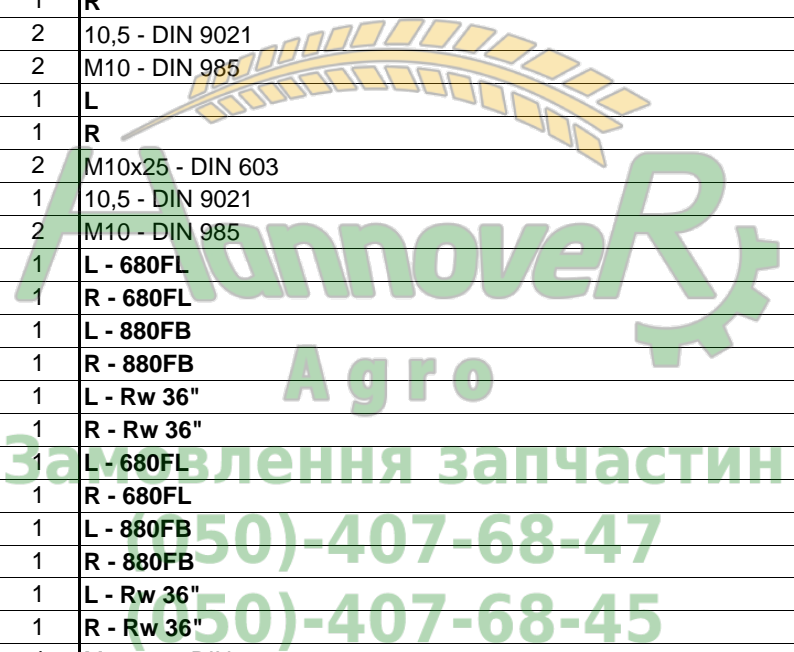 1 R
2 10,5 - DIN 9021
2 M10 - DIN 985
1 L
1 R
2 M10x25 - DIN 603
1 10,5 - DIN 9021
2 M10 - DIN 985
1 L - 680FL
1 R - 680FL
1 L - 880FB
1 R - 880FB
1 L - Rw 36"
1 R - Rw 36"
1 L - 680FL
1 R - 680FL
1 L - 880FB
1 R - 880FB
1 L - Rw 36"
1 R - Rw 36"
HannoveR
Agro
Замовлення запчастин
(050)-407-68-47
(050)-407-68-45